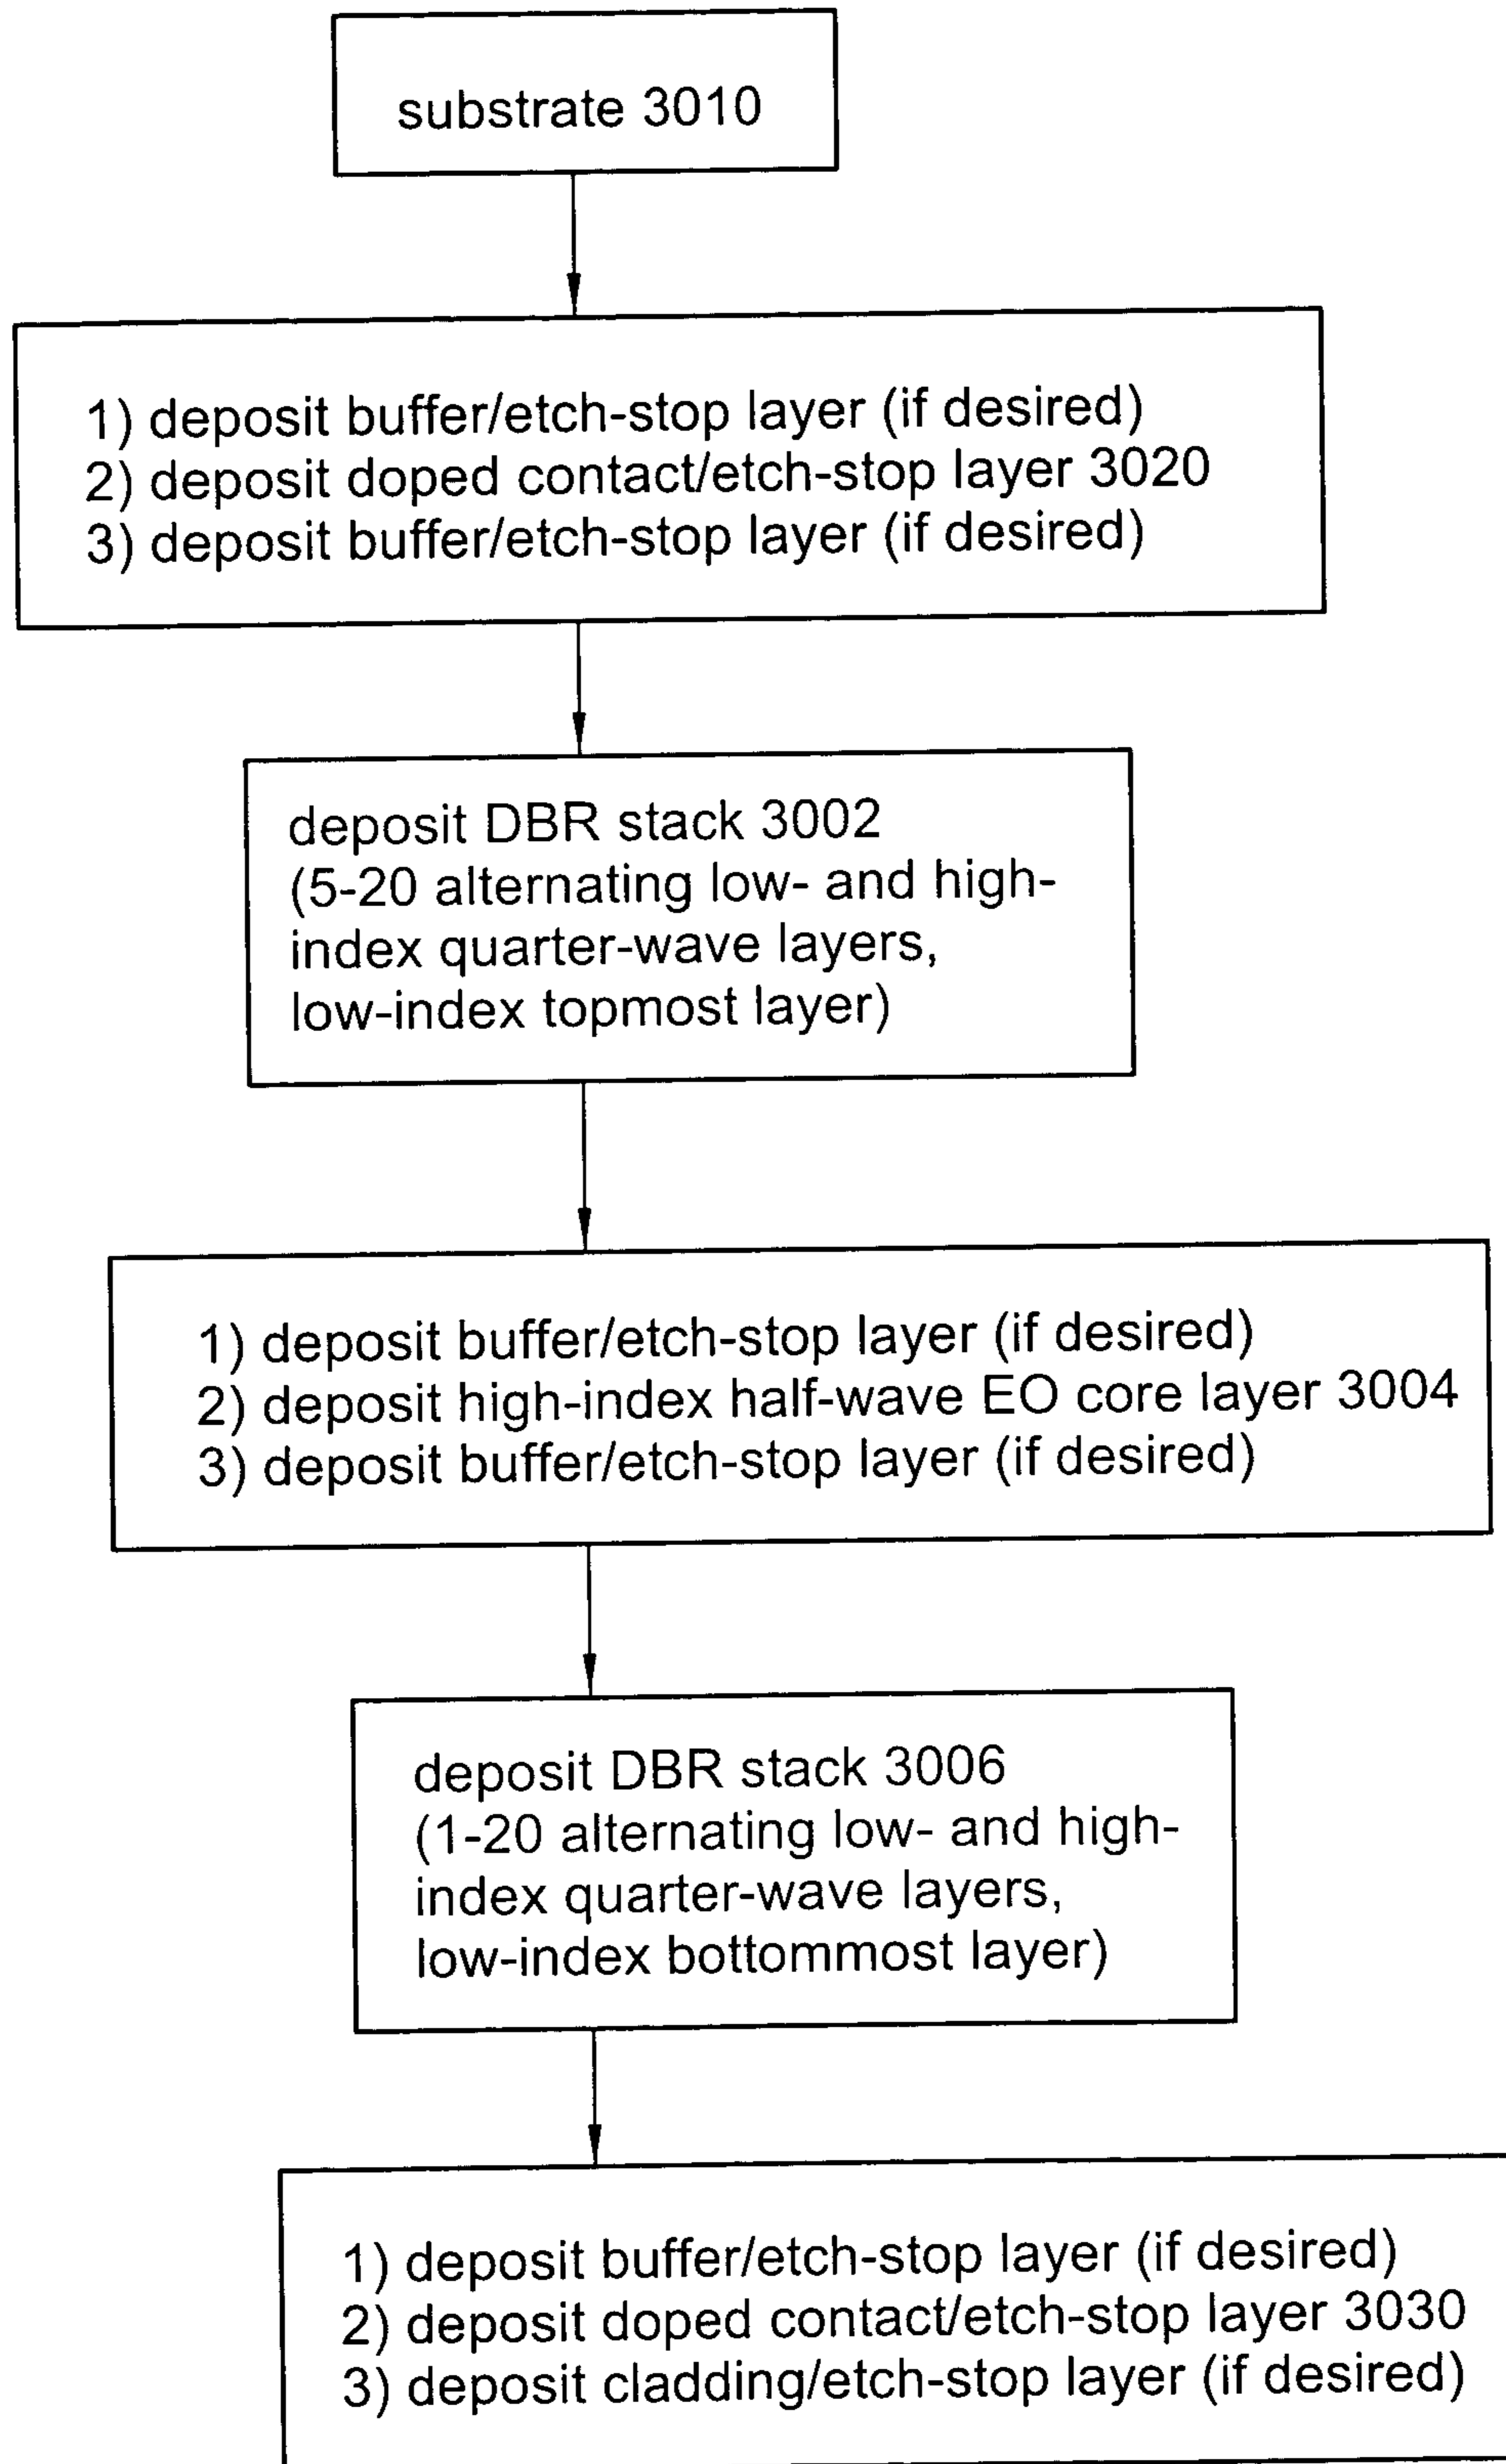 substrate 3010
1) deposit buffer/etch-stop layer (if desired)
2) deposit doped contact/etch-stop layer 3020
3) deposit buffer/etch-stop layer (if desired)
deposit DBR stack 3002
(5-20 alternating low- and high-
index quarter-wave layers,
low-index topmost layer)
1) deposit buffer/etch-stop layer (if desired)
2) deposit high-index half-wave EO core layer 3004
3) deposit buffer/etch-stop layer (if desired)
deposit DBR stack 3006
(1-20 alternating low- and high-
index quarter-wave layers,
low-index bottommost layer)
1) deposit buffer/etch-stop layer (if desired)
2) deposit doped contact/etch-stop layer 3030
3) deposit cladding/etch-stop layer (if desired)